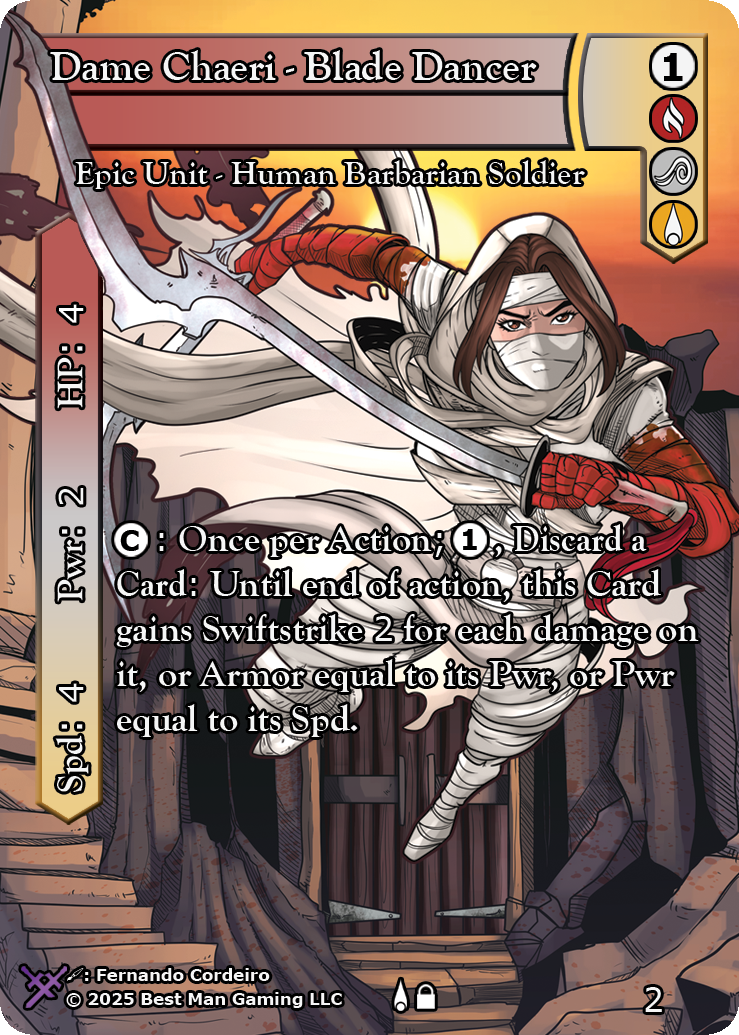 Dame Chaeri - Blade Dancer
1
Epic Unit - Human Barbarian Soldier
HP: 4
Pwr: 2
Spd: 4
C : Once per Action; 1, Discard a
Card: Until end of action, this Card
gains Swiftstrike 2 for each damage on
it, or Armor equal to its Pwr, or Pwr
equal to its Spd.
: Fernando Cordeiro
© 2025 Best Man Gaming LLC
2